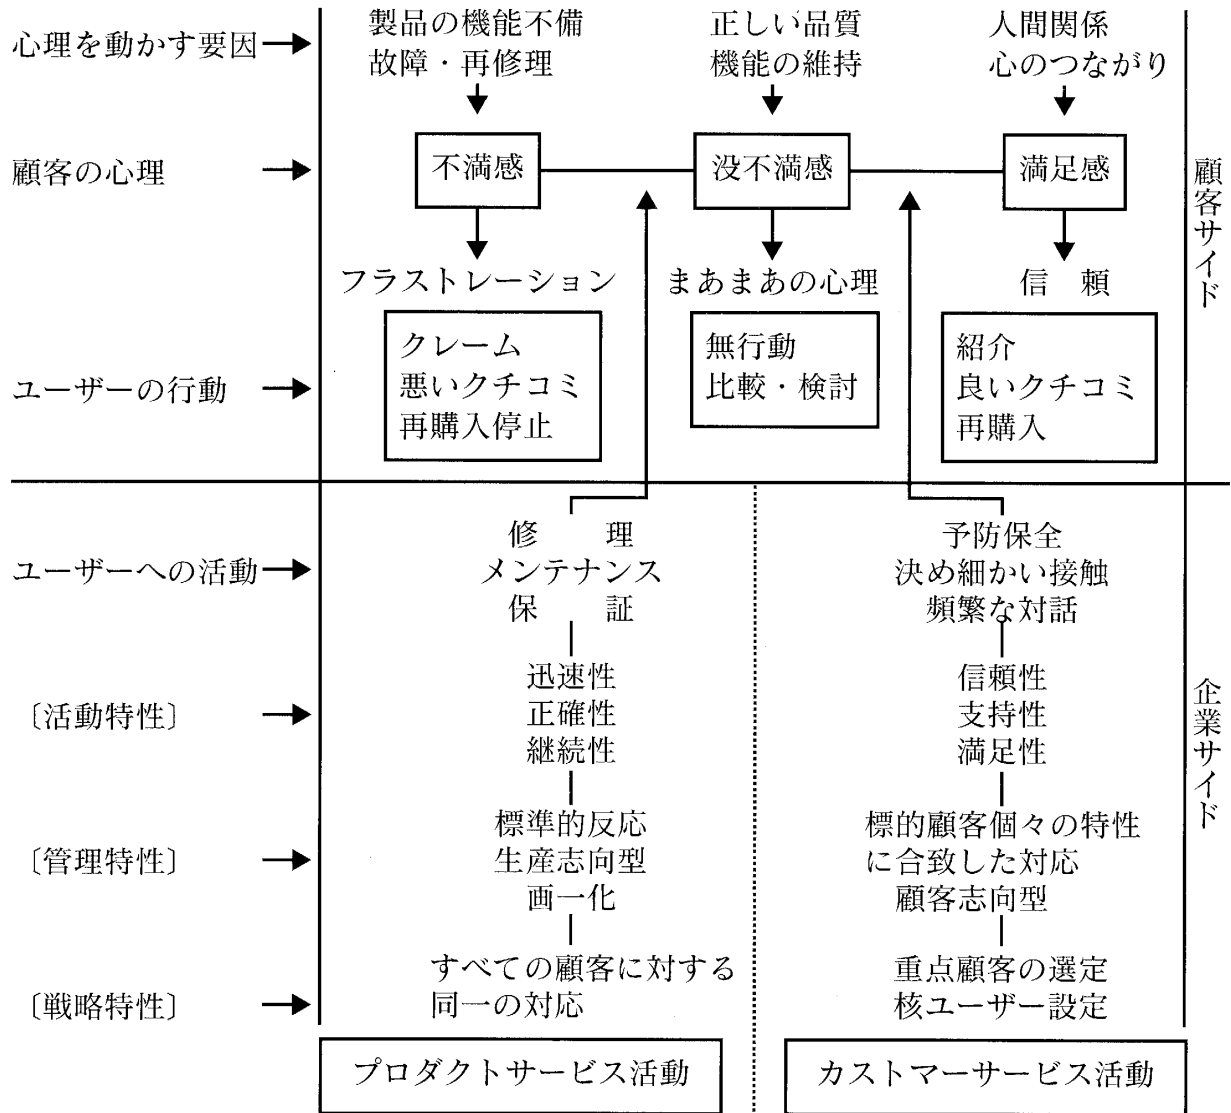 心理を動かす要因
製品の機能不備
故障・再修理
正しい品質
機能の維持
人間関係
心のつながり
顧客の心理
不満感
没不満感
満足感
フラストレーション
まあまあの心理
信　頼
ユーザーの行動
クレーム
悪いクチコミ
再購入停止
無行動
比較・検討
紹介
良いクチコミ
再購入
顧客サイド
ユーザーへの活動
修　理
メンテナンス
保　証
予防保全
決め細かい接触
頻繁な対話
〔活動特性〕
迅速性
正確性
継続性
信頼性
支持性
満足性
〔管理特性〕
標準的反応
生産志向型
画一化
標的顧客個々の特性
に合致した対応
顧客志向型
〔戦略特性〕
すべての顧客に対する
同一の対応
重点顧客の選定
核ユーザー設定
企業サイド
プロダクトサービス活動
カストマーサービス活動